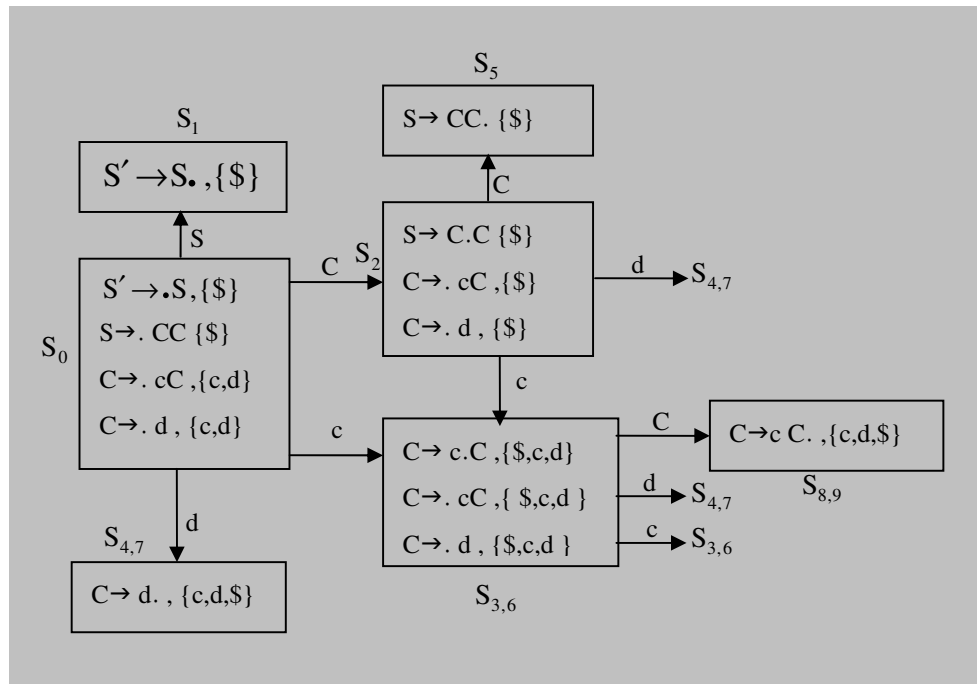 S₅
S→ CC. {$}
S₁
S′ →S. ,{$}
C
S
S→ C.C {$}
C→. cC ,{$}
C→. d , {$}
S₂
C
d
S₄,₇
S′ →.S,{$}
S→. CC {$}
C→. cC ,{c,d}
C→. d , {c,d}
S₀
c
c
C→ c.C ,{$,c,d}
C→. cC ,{ $,c,d }
C→. d , {$,c,d }
C
C→c C. ,{c,d,$}
S₈,₉
d
S₄,₇
c
S₃,₆
d
S₄,₇
C→ d. , {c,d,$}
S₃,₆